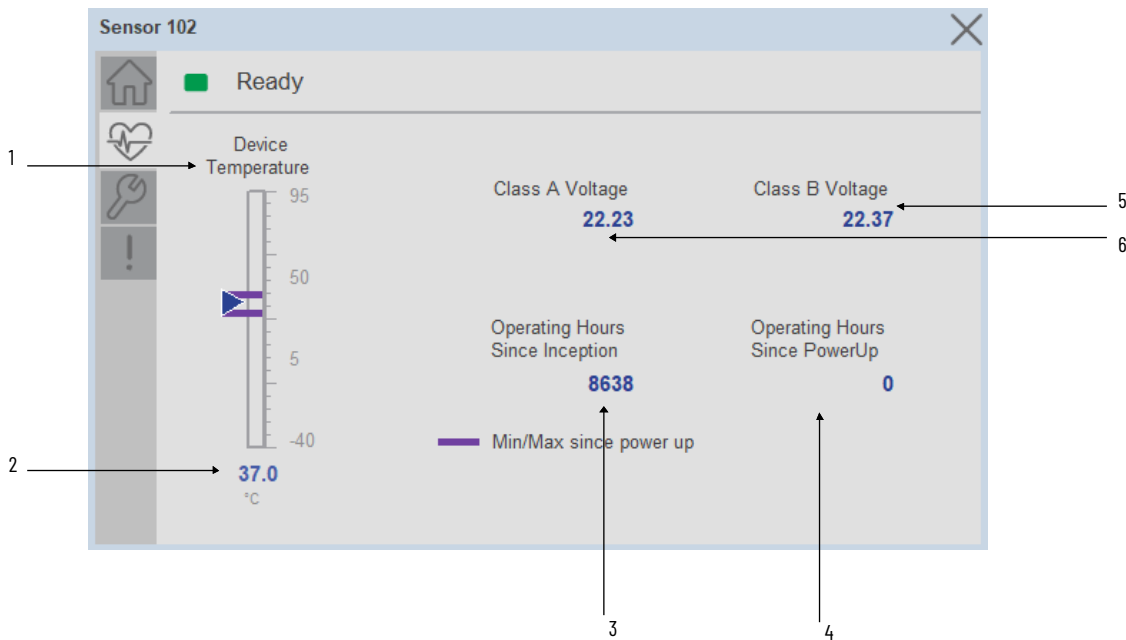 Sensor 102
Ready
1
Device
Temperature
95
50
5
-40
2
37.0
°C
Class A Voltage
22.23
Class B Voltage
22.37
5
6
Operating Hours
Since Inception
8638
Operating Hours
Since PowerUp
0
Min/Max since power up
3
4